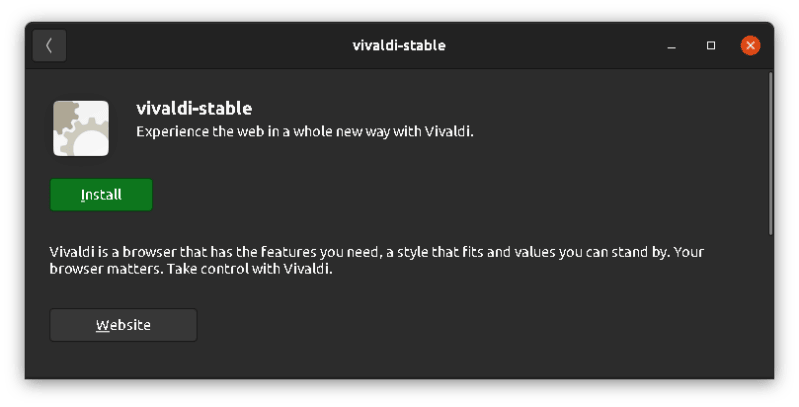 vivaldi-stable
vivaldi-stable
Experience the web in a whole new way with Vivaldi.
Install
Vivaldi is a browser that has the features you need, a style that fits and values you can stand by. Your
browser matters. Take control with Vivaldi.
Website